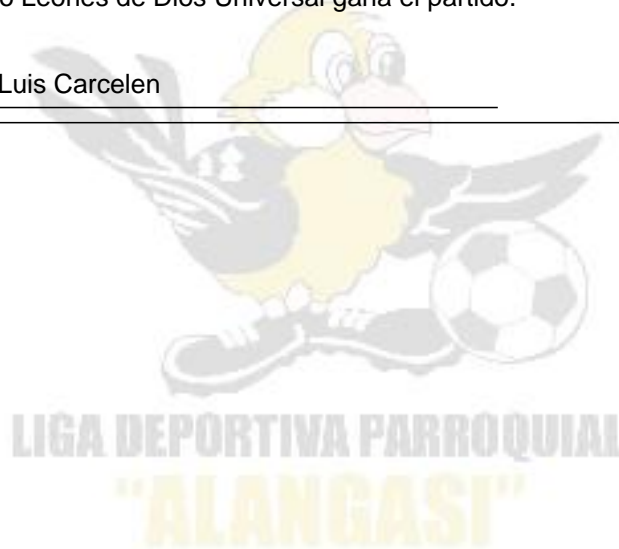 o Leones de Dios Universal gana el partido.
Luis Carcelen
LIGA DEPORTIVA PARROQUIAL
"ALANGASI"